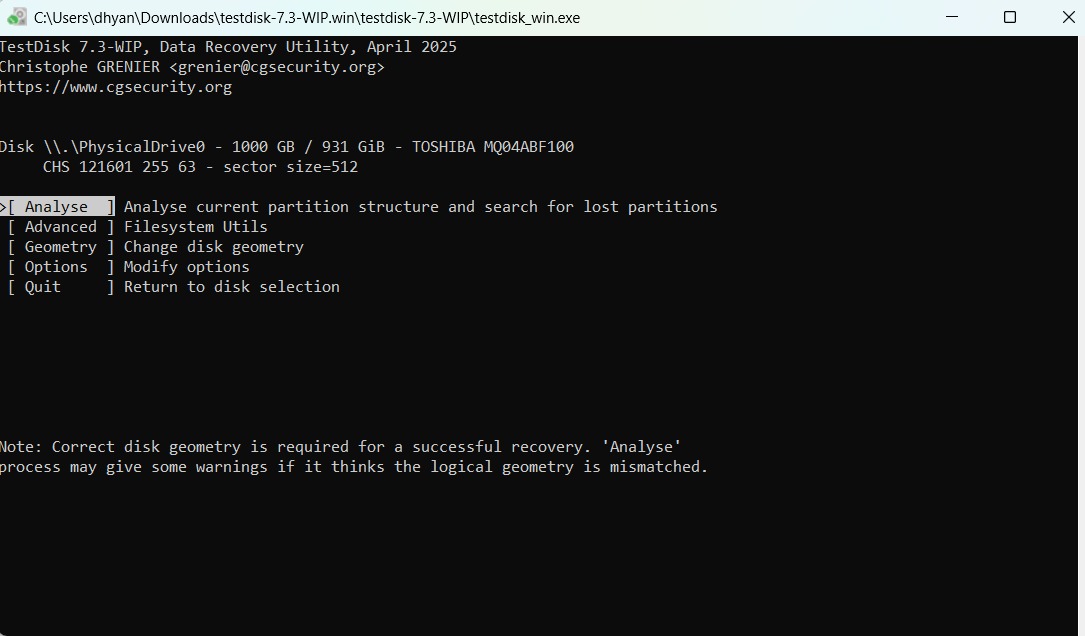 C:\Users\dhyan\Downloads\testdisk-7.3-WIP.win\testdisk-7.3-WIP\testdisk_win.exe
TestDisk 7.3-WIP, Data Recovery Utility, April 2025
Christophe GRENIER <grenier@cgsecurity.org>
https://www.cgsecurity.org
Disk \\.\PhysicalDrive0 - 1000 GB / 931 GiB - TOSHIBA MQ04ABF100
CHS 121601 255 63 - sector size=512
>[ Analyse  ] Analyse current partition structure and search for lost partitions
[ Advanced ] Filesystem Utils
[ Geometry ] Change disk geometry
[ Options  ] Modify options
[ Quit     ] Return to disk selection
Note: Correct disk geometry is required for a successful recovery. 'Analyse'
process may give some warnings if it thinks the logical geometry is mismatched.